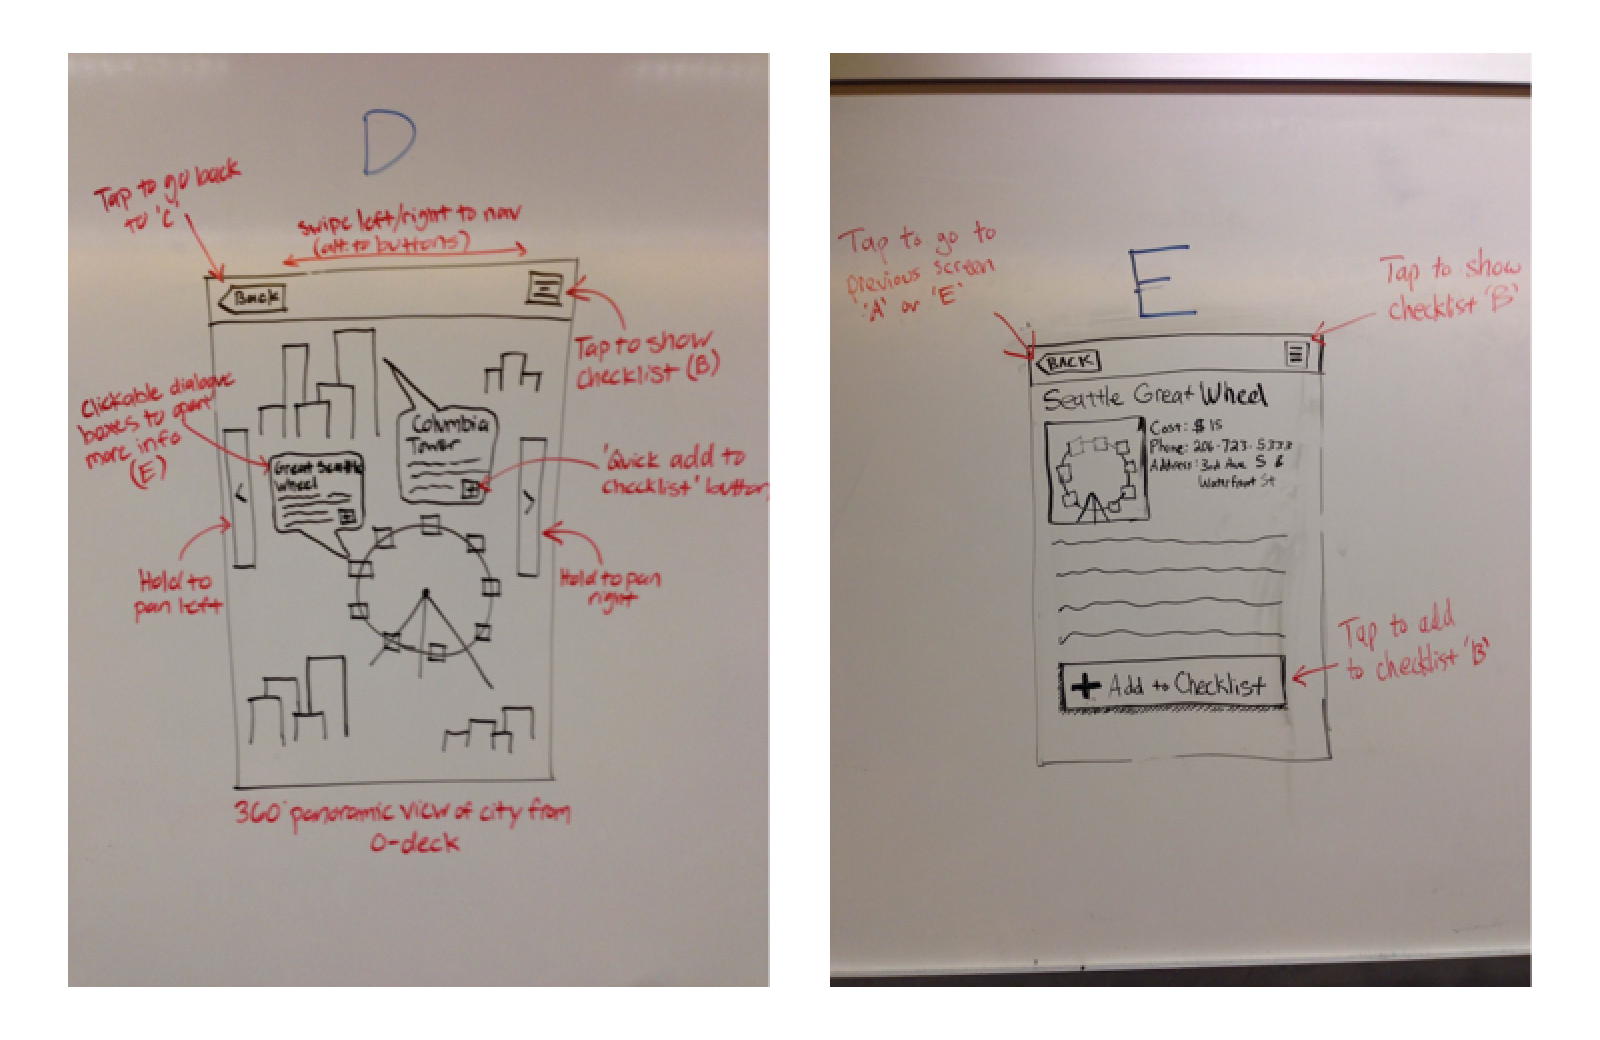 D
Tap to go back
to 'C'
swipe left/right to nav
(alt. to buttons)
Back
Tap to show
checklist (B)
Clickable dialogue
boxes to open
more info
(E)
Columbia
Tower
Great Seattle
Wheel
'Quick add to
checklist' button
<
>
Hold to
pan left
Hold to pan
right
360° panoramic view of city from
O-deck
E
Tap to go to
previous screen
'A' or 'E'
Tap to show
checklist 'B'
BACK
Seattle Great Wheel
Cost: $15
Phone: 206-723-5333
Address: 3rd Ave S &
Waterfront St
Tap to add
to checklist 'B'
+ Add to Checklist